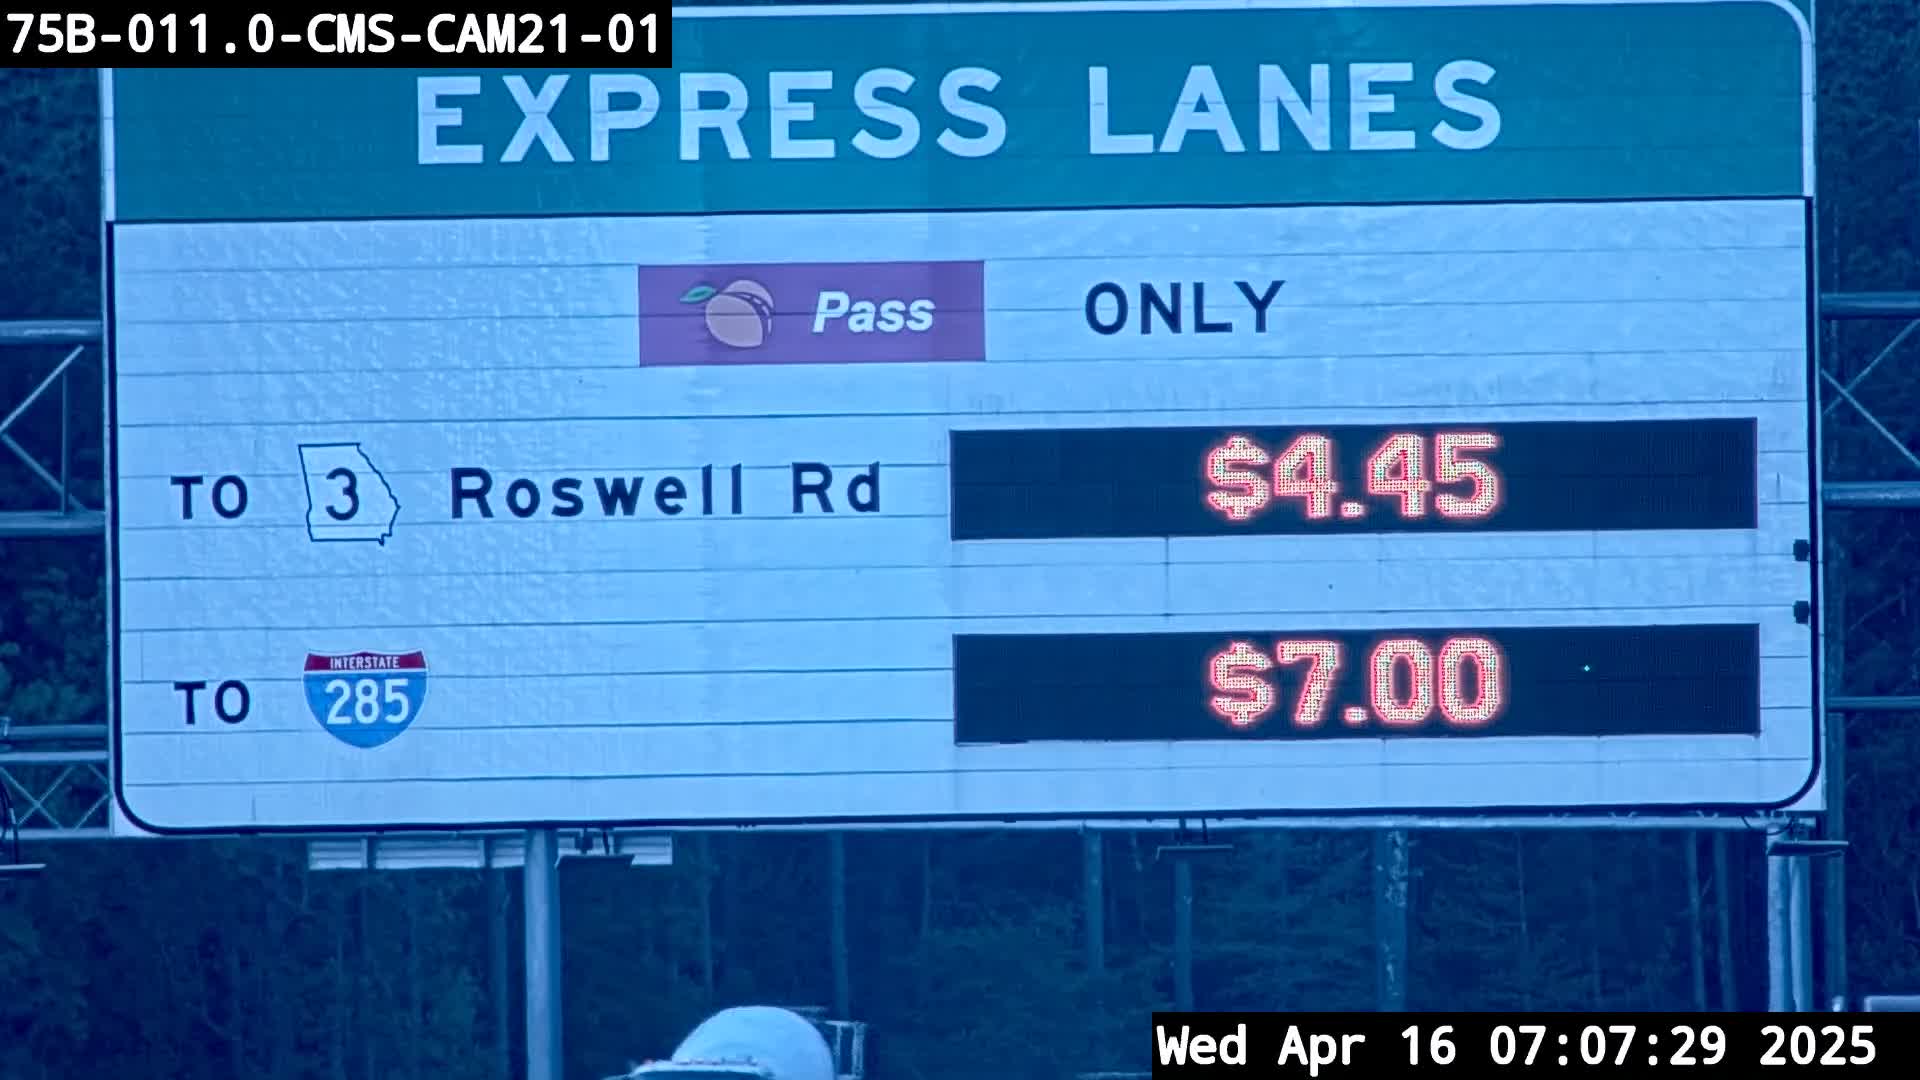 75B-011.0-CMS-CAM21-01
EXPRESS LANES
Pass ONLY
TO 3 Roswell Rd $4.45
TO INTERSTATE 285 $7.00
Wed Apr 16 07:07:29 2025